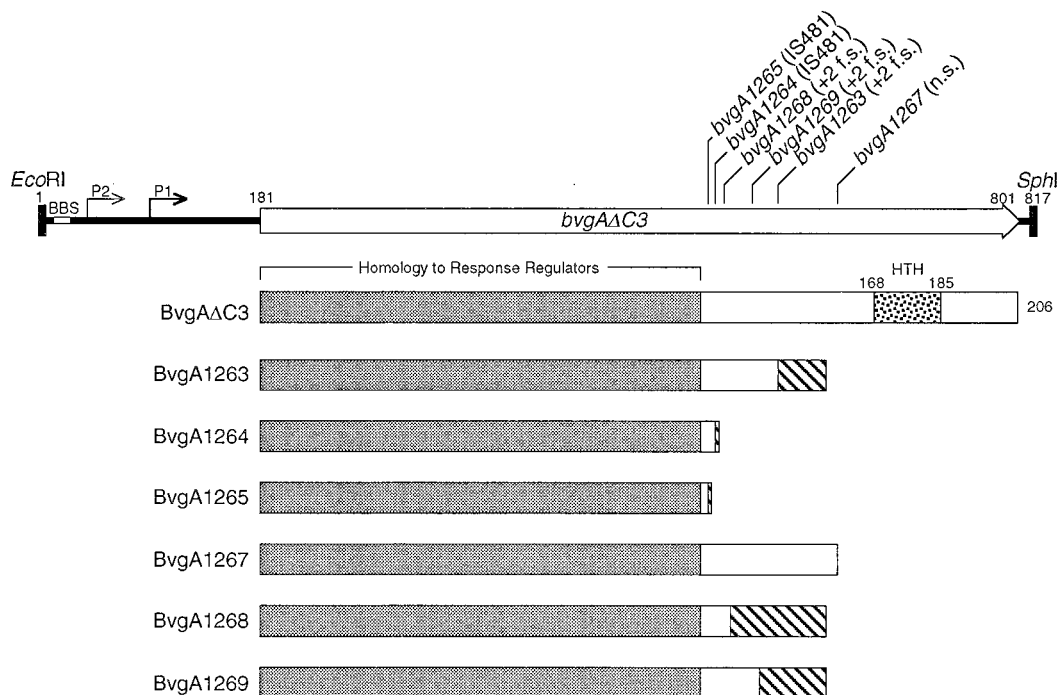 bvgA1265 (IS481)
bvgA1264 (IS481)
bvgA1268 (+2 f.s.)
bvgA1269 (+2 f.s.)
bvgA1263 (+2 f.s.)
bvgA1267 (n.s.)
EcoRI
SphI
1
BBS
P2
P1
181
801
817
bvgAΔC3
Homology to Response Regulators
HTH
168
185
BvgAΔC3
206
BvgA1263
BvgA1264
BvgA1265
BvgA1267
BvgA1268
BvgA1269